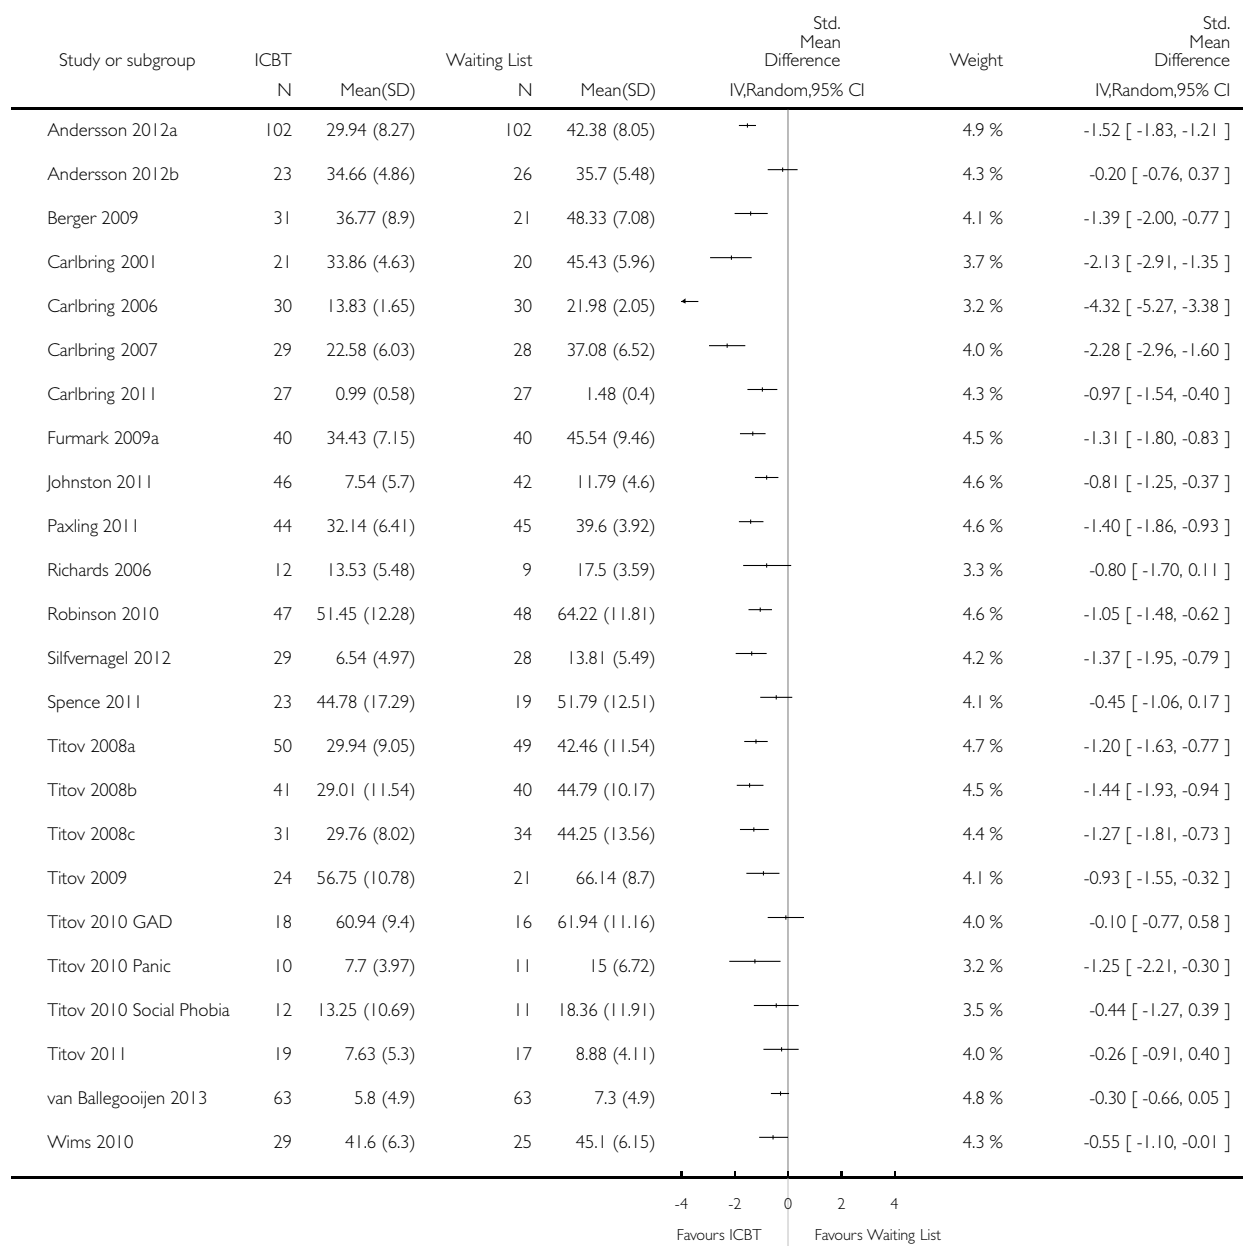 Std.
Mean
Difference
Std.
Mean
Difference
Study or subgroup ICBT Waiting List Weight
N Mean(SD) N Mean(SD) IV,Random,95% CI IV,Random,95% CI
Andersson 2012a 102 29.94 (8.27) 102 42.38 (8.05) 4.9 % -1.52 [ -1.83, -1.21 ]
Andersson 2012b 23 34.66 (4.86) 26 35.7 (5.48) 4.3 % -0.20 [ -0.76, 0.37 ]
Berger 2009 31 36.77 (8.9) 21 48.33 (7.08) 4.1 % -1.39 [ -2.00, -0.77 ]
Carlbring 2001 21 33.86 (4.63) 20 45.43 (5.96) 3.7 % -2.13 [ -2.91, -1.35 ]
Carlbring 2006 30 13.83 (1.65) 30 21.98 (2.05) 3.2 % -4.32 [ -5.27, -3.38 ]
Carlbring 2007 29 22.58 (6.03) 28 37.08 (6.52) 4.0 % -2.28 [ -2.96, -1.60 ]
Carlbring 2011 27 0.99 (0.58) 27 1.48 (0.4) 4.3 % -0.97 [ -1.54, -0.40 ]
Furmark 2009a 40 34.43 (7.15) 40 45.54 (9.46) 4.5 % -1.31 [ -1.80, -0.83 ]
Johnston 2011 46 7.54 (5.7) 42 11.79 (4.6) 4.6 % -0.81 [ -1.25, -0.37 ]
Paxling 2011 44 32.14 (6.41) 45 39.6 (3.92) 4.6 % -1.40 [ -1.86, -0.93 ]
Richards 2006 12 13.53 (5.48) 9 17.5 (3.59) 3.3 % -0.80 [ -1.70, 0.11 ]
Robinson 2010 47 51.45 (12.28) 48 64.22 (11.81) 4.6 % -1.05 [ -1.48, -0.62 ]
Silfvernagel 2012 29 6.54 (4.97) 28 13.81 (5.49) 4.2 % -1.37 [ -1.95, -0.79 ]
Spence 2011 23 44.78 (17.29) 19 51.79 (12.51) 4.1 % -0.45 [ -1.06, 0.17 ]
Titov 2008a 50 29.94 (9.05) 49 42.46 (11.54) 4.7 % -1.20 [ -1.63, -0.77 ]
Titov 2008b 41 29.01 (11.54) 40 44.79 (10.17) 4.5 % -1.44 [ -1.93, -0.94 ]
Titov 2008c 31 29.76 (8.02) 34 44.25 (13.56) 4.4 % -1.27 [ -1.81, -0.73 ]
Titov 2009 24 56.75 (10.78) 21 66.14 (8.7) 4.1 % -0.93 [ -1.55, -0.32 ]
Titov 2010 GAD 18 60.94 (9.4) 16 61.94 (11.16) 4.0 % -0.10 [ -0.77, 0.58 ]
Titov 2010 Panic 10 7.7 (3.97) 11 15 (6.72) 3.2 % -1.25 [ -2.21, -0.30 ]
Titov 2010 Social Phobia 12 13.25 (10.69) 11 18.36 (11.91) 3.5 % -0.44 [ -1.27, 0.39 ]
Titov 2011 19 7.63 (5.3) 17 8.88 (4.11) 4.0 % -0.26 [ -0.91, 0.40 ]
van Ballegooijen 2013 63 5.8 (4.9) 63 7.3 (4.9) 4.8 % -0.30 [ -0.66, 0.05 ]
Wims 2010 29 41.6 (6.3) 25 45.1 (6.15) 4.3 % -0.55 [ -1.10, -0.01 ]
-4 -2 0 2 4
Favours ICBT Favours Waiting List